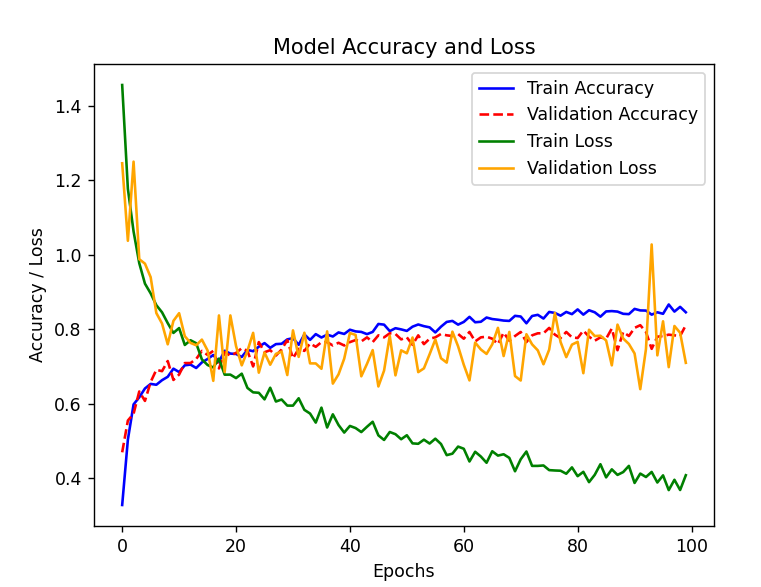 Model Accuracy and Loss
Train Accuracy
Validation Accuracy
Train Loss
Validation Loss
Accuracy / Loss
1.4
1.2
1.0
0.8
0.6
0.4
0 20 40 60 80 100
Epochs